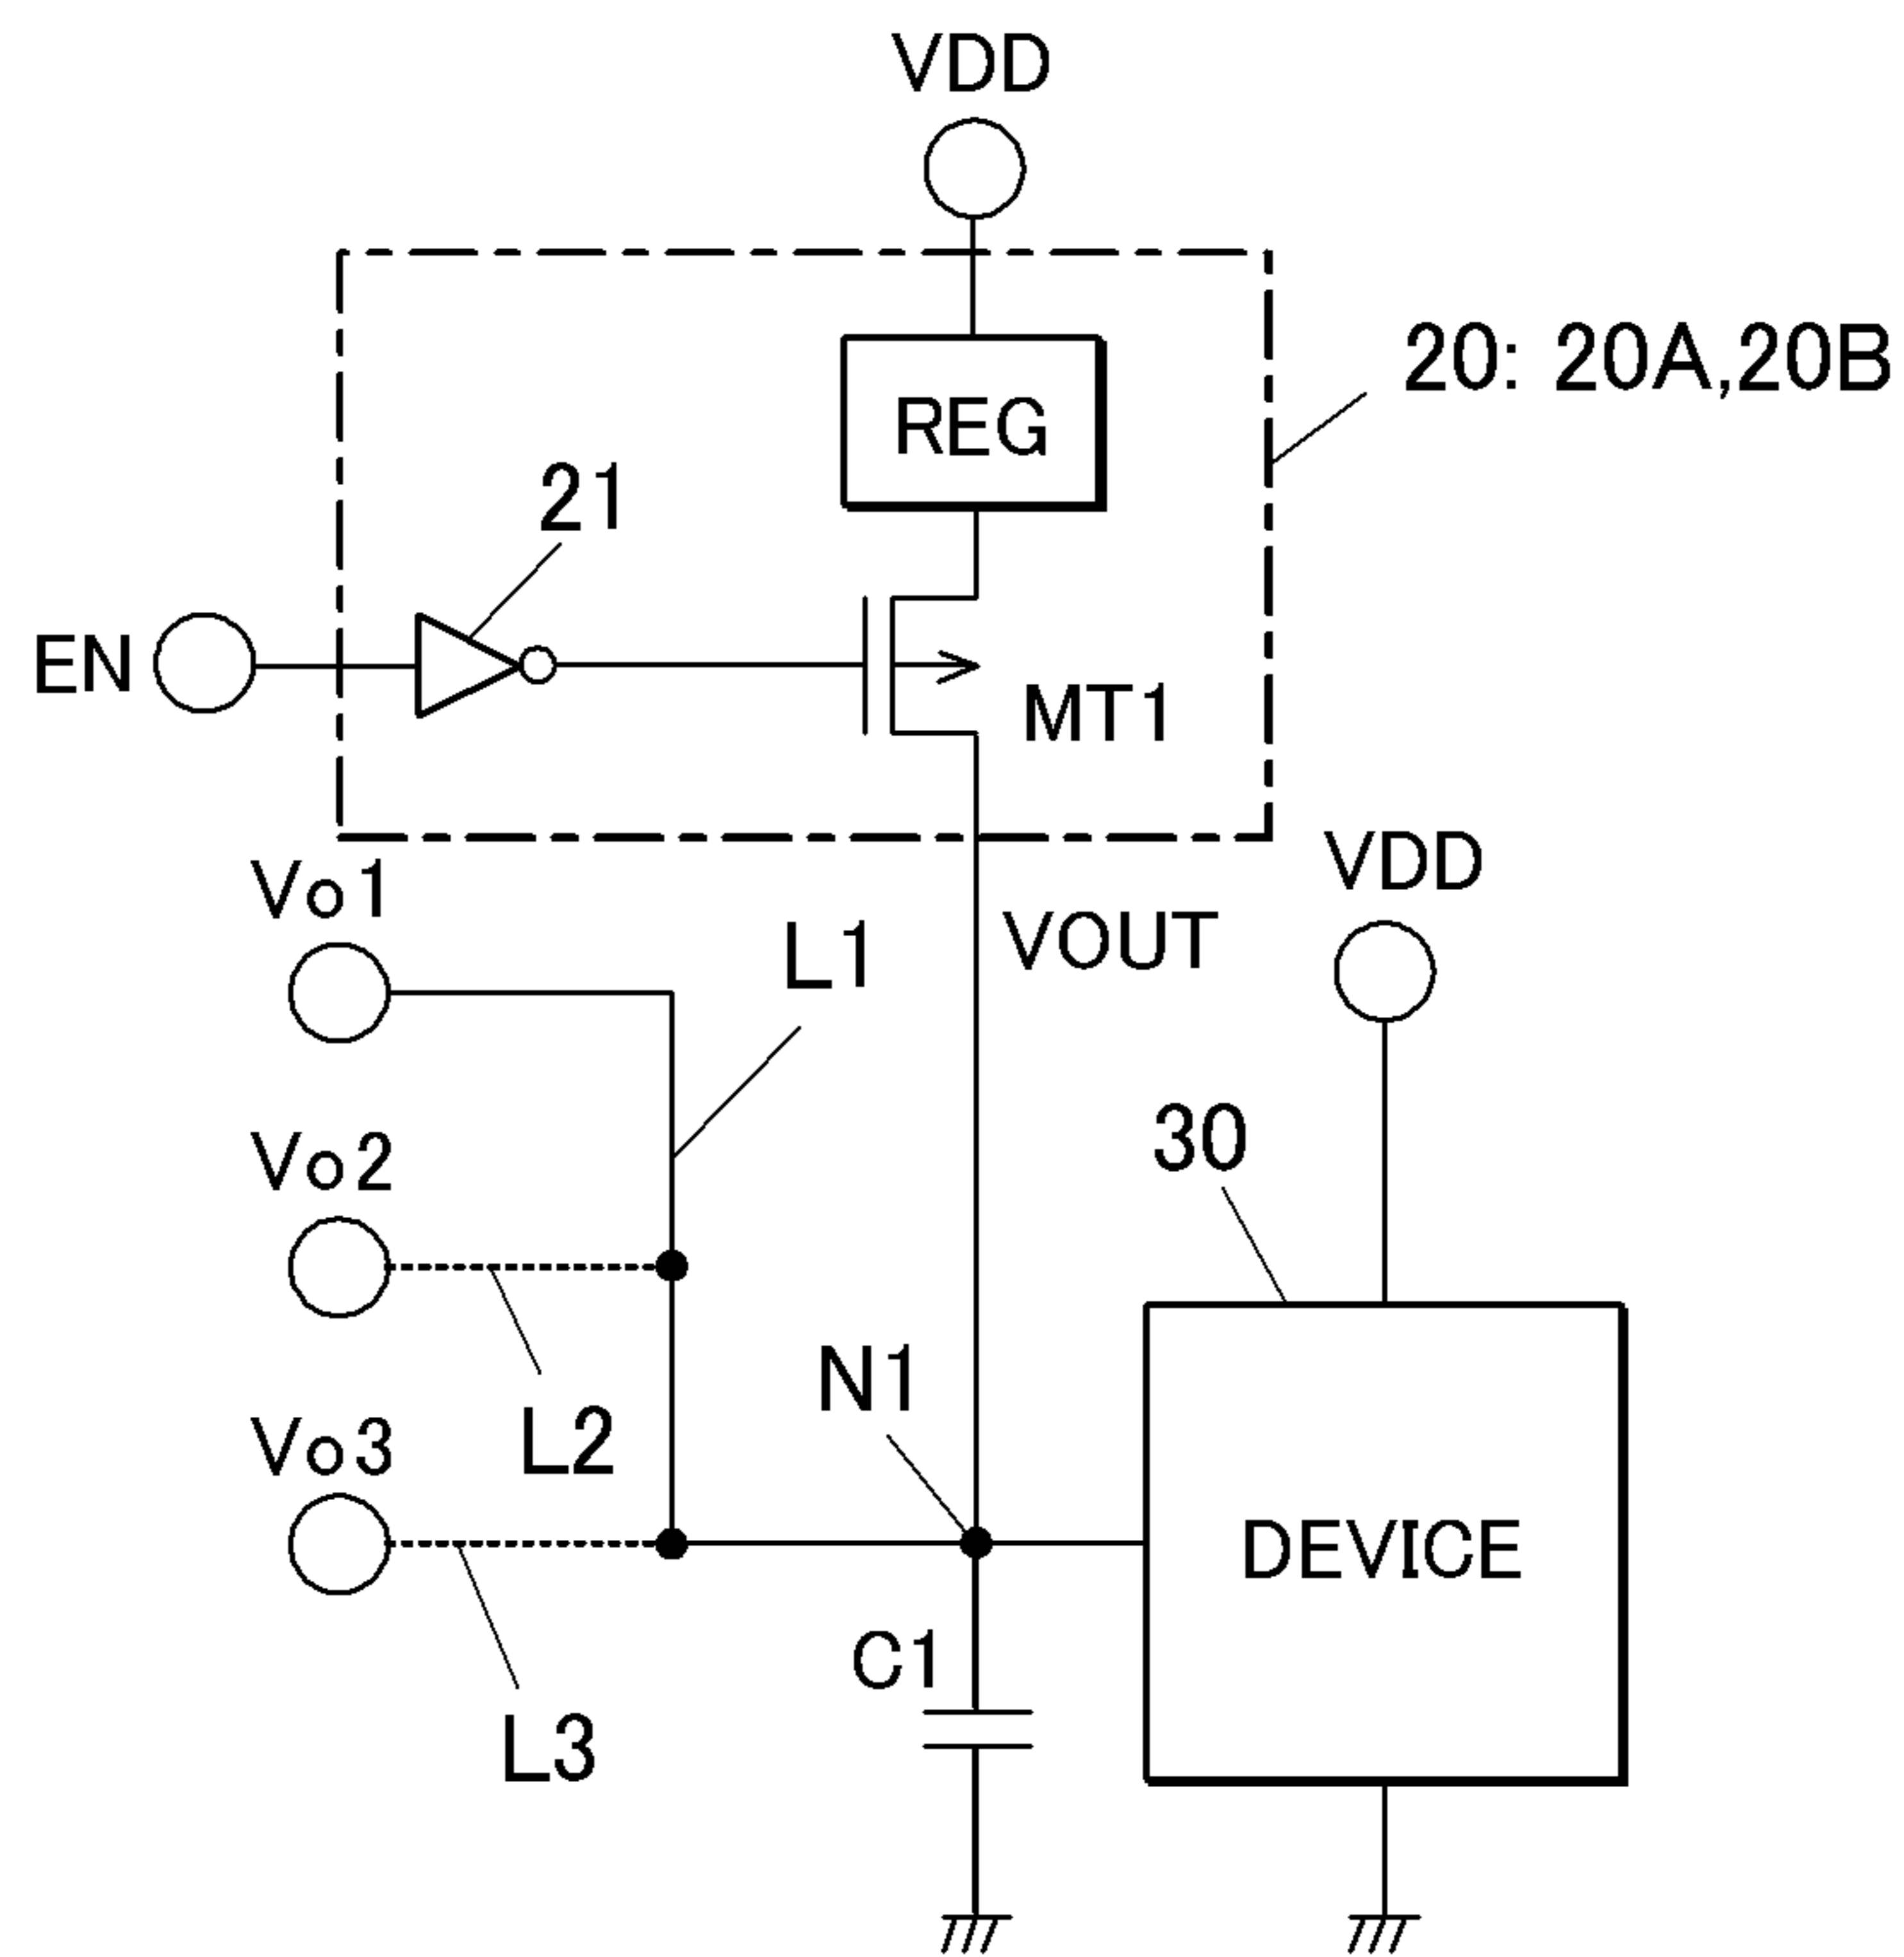 VDD
20: 20A,20B
REG
21
EN
MT1
VDD
Vo1
L1
VOUT
30
Vo2
N1
L2
Vo3
DEVICE
C1
L3